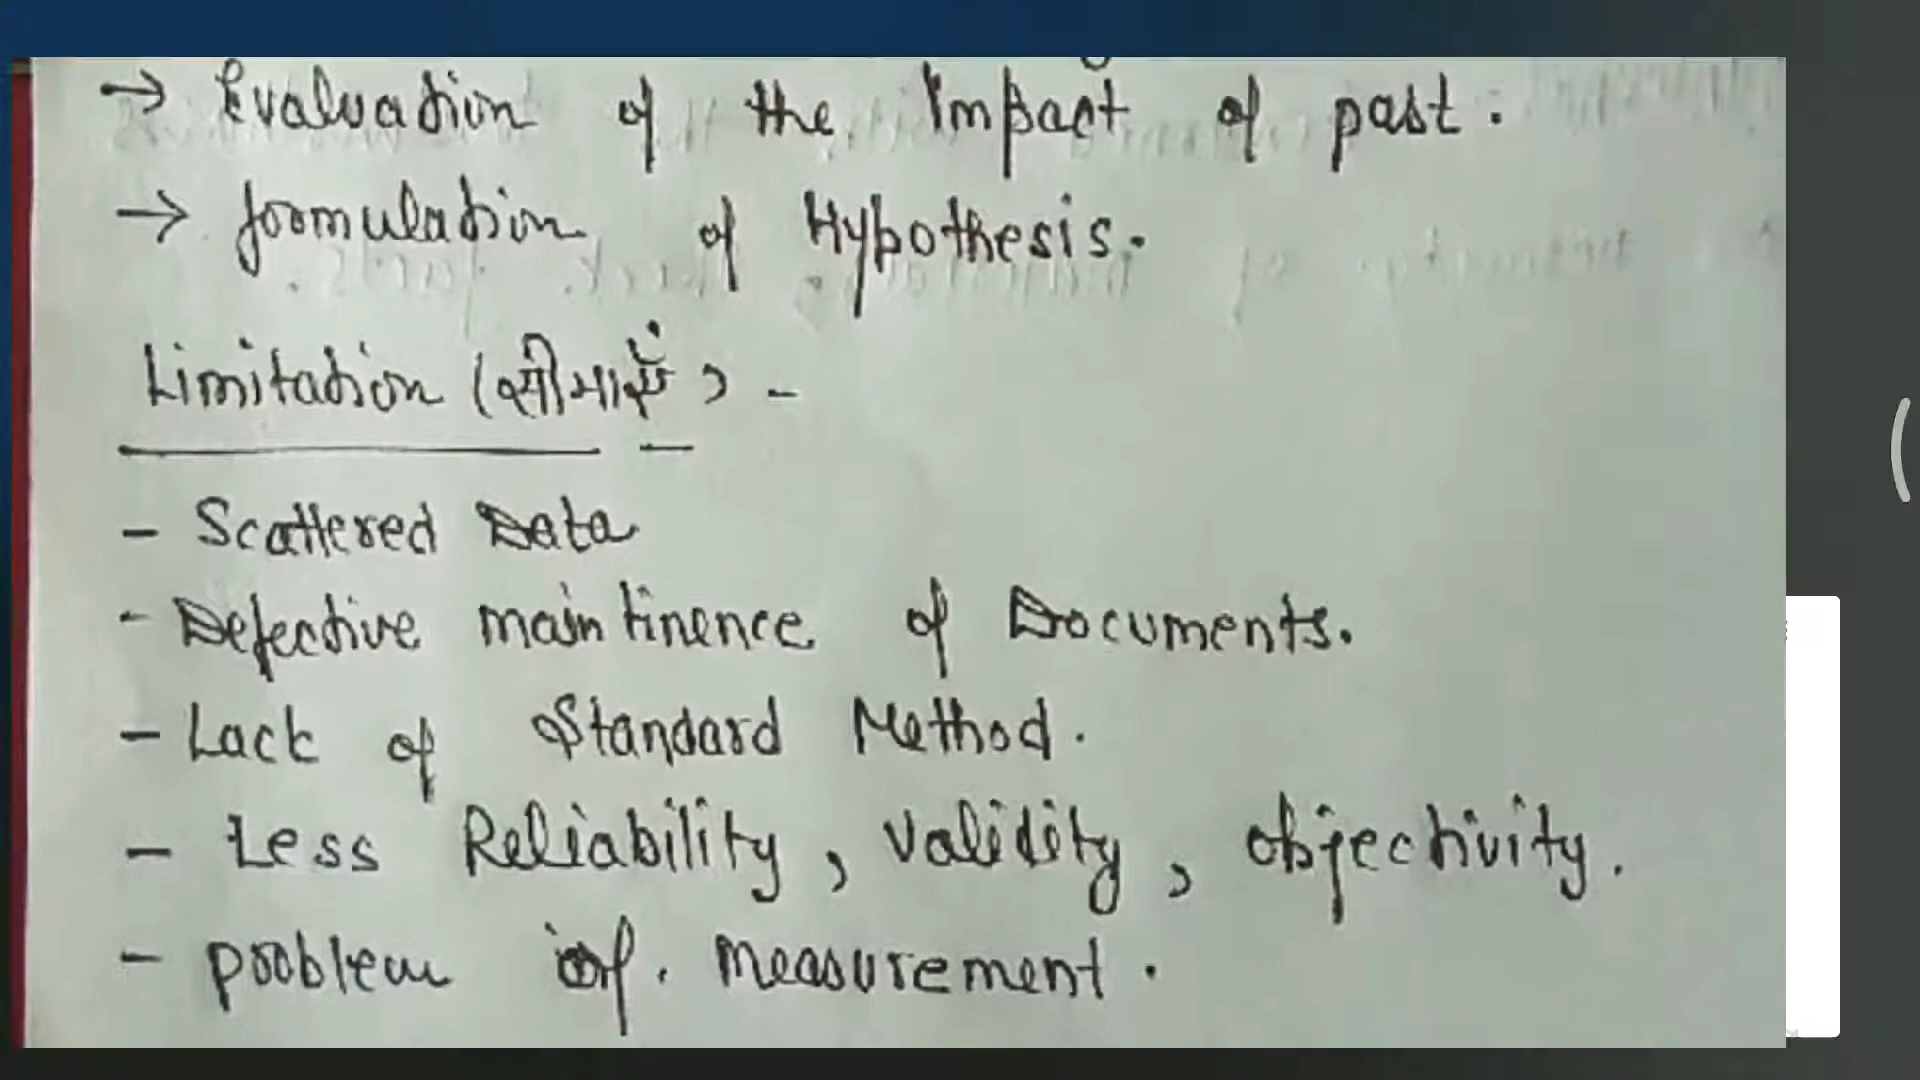 → Evaluation of the Impact of past.
→ formulation of Hypothesis.
Limitation (सीमाएँ) -
- Scattered Data
- Defective maintinence of Documents.
- Lack of Standard Method.
- Less Reliability, Validity, Objectivity.
- problem of. measurement.